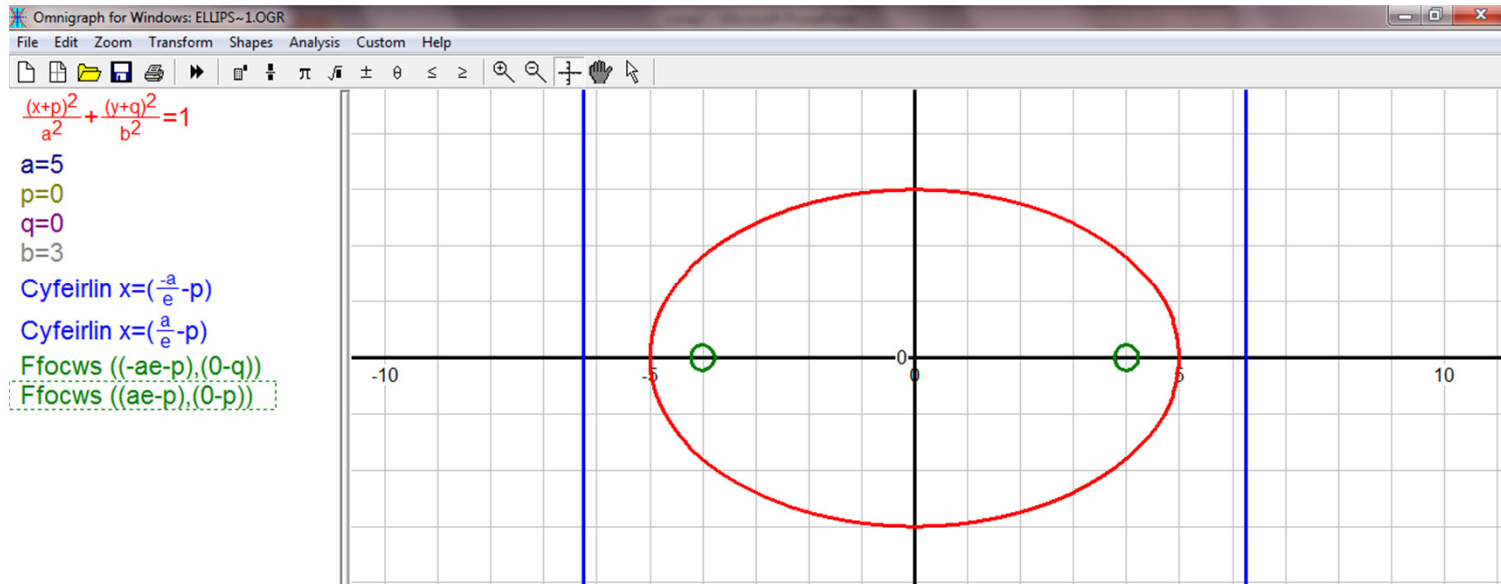 Omnigraph for Windows: ELLIPS~1.OGR
File Edit Zoom Transform Shapes Analysis Custom Help
π √ ± θ ≤ ≥
(x+p)²/a² + (y+q)²/b² =1
a=5
p=0
q=0
b=3
Cyfeirlin x=(-a/e-p)
Cyfeirlin x=(a/e-p)
Ffocws ((-ae-p),(0-q))
Ffocws ((ae-p),(0-p))
0
-10 -5 0 5 10